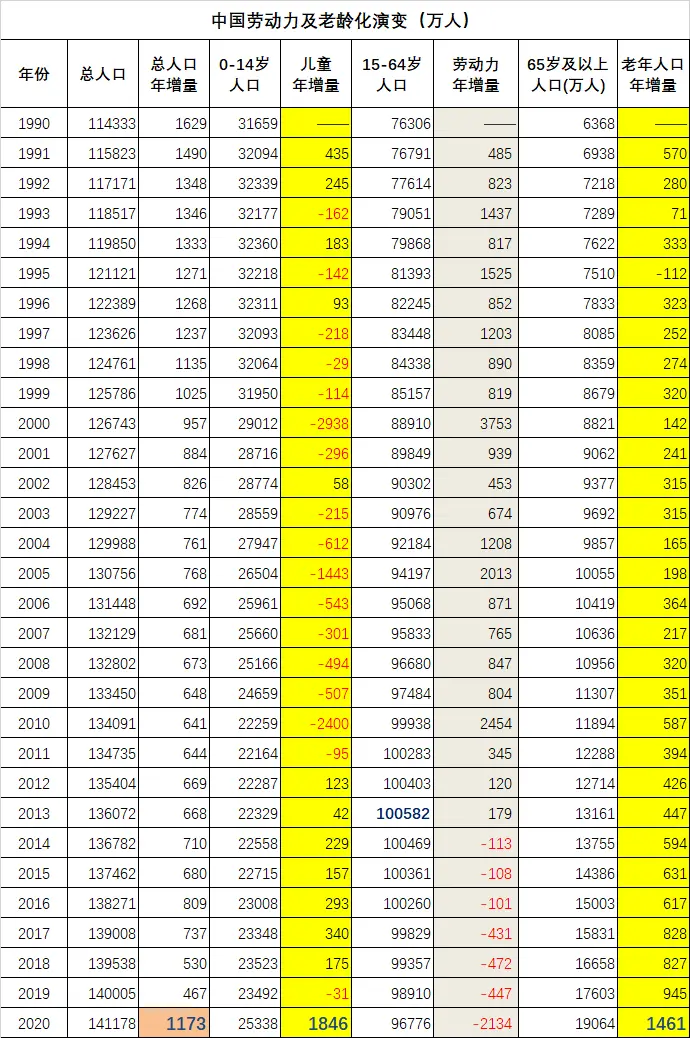 中国劳动力及老龄化演变（万人）
年份 总人口 总人口年增量 0-14岁人口 儿童年增量 15-64岁人口 劳动力年增量 65岁及以上人口(万人) 老年人口年增量
1990 114333 1629 31659 —— 76306 —— 6368 ——
1991 115823 1490 32094 435 76791 485 6938 570
1992 117171 1348 32339 245 77614 823 7218 280
1993 118517 1346 32177 -162 79051 1437 7289 71
1994 119850 1333 32360 183 79868 817 7622 333
1995 121121 1271 32218 -142 81393 1525 7510 -112
1996 122389 1268 32311 93 82245 852 7833 323
1997 123626 1237 32093 -218 83448 1203 8085 252
1998 124761 1135 32064 -29 84338 890 8359 274
1999 125786 1025 31950 -114 85157 819 8679 320
2000 126743 957 29012 -2938 88910 3753 8821 142
2001 127627 884 28716 -296 89849 939 9062 241
2002 128453 826 28774 58 90302 453 9377 315
2003 129227 774 28559 -215 90976 674 9692 315
2004 129988 761 27947 -612 92184 1208 9857 165
2005 130756 768 26504 -1443 94197 2013 10055 198
2006 131448 692 25961 -543 95068 871 10419 364
2007 132129 681 25660 -301 95833 765 10636 217
2008 132802 673 25166 -494 96680 847 10956 320
2009 133450 648 24659 -507 97484 804 11307 351
2010 134091 641 22259 -2400 99938 2454 11894 587
2011 134735 644 22164 -95 100283 345 12288 394
2012 135404 669 22287 123 100403 120 12714 426
2013 136072 668 22329 42 100582 179 13161 447
2014 136782 710 22558 229 100469 -113 13755 594
2015 137462 680 22715 157 100361 -108 14386 631
2016 138271 809 23008 293 100260 -101 15003 617
2017 139008 737 23348 340 99829 -431 15831 828
2018 139538 530 23523 175 99357 -472 16658 827
2019 140005 467 23492 -31 98910 -447 17603 945
2020 141178 1173 25338 1846 96776 -2134 19064 1461